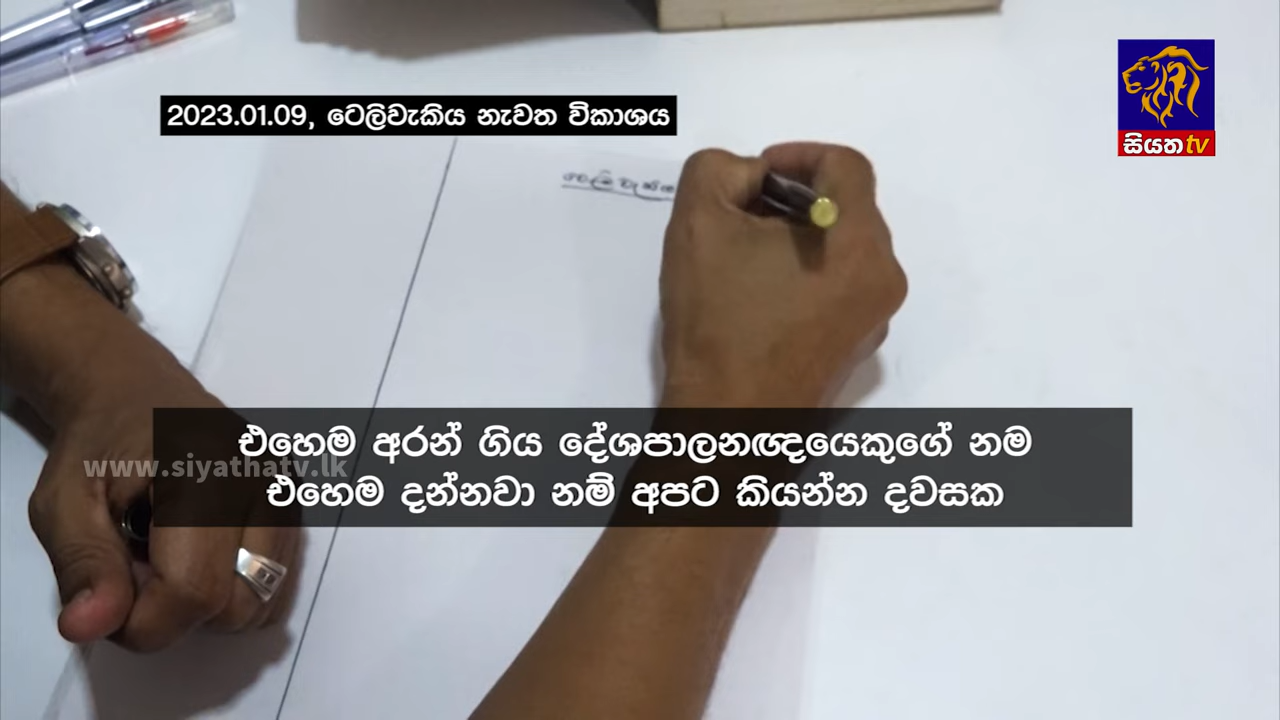 සියත tv
2023.01.09, ටෙලිවැකිය නැවත විකාශය
එහෙම අරන් ගිය දේශපාලනඥයෙකුගේ නම
www.siyathatv.lk
එහෙම දන්නවා නම් අපට කියන්න දවසක